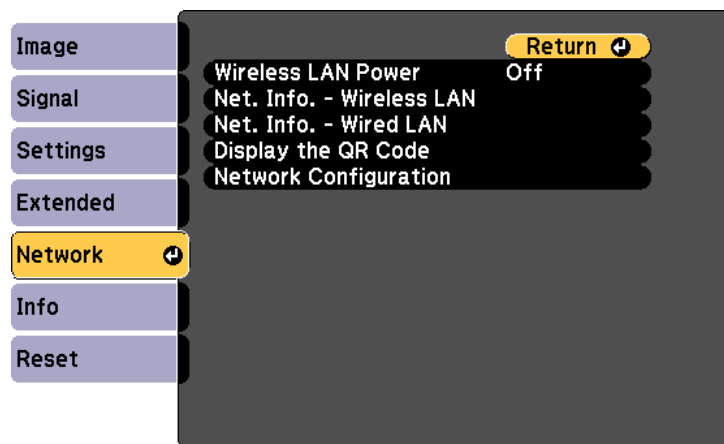 Image
Signal
Settings
Extended
Network
Info
Reset
Return
Wireless LAN Power Off
Net. Info. - Wireless LAN
Net. Info. - Wired LAN
Display the QR Code
Network Configuration